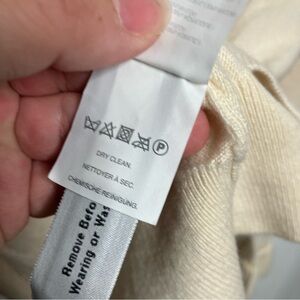 P
DRY CLEAN.
NETTOYER À SEC.
CHEMISCHE REINIGUNG.
Remove Befo
Wearing or Was